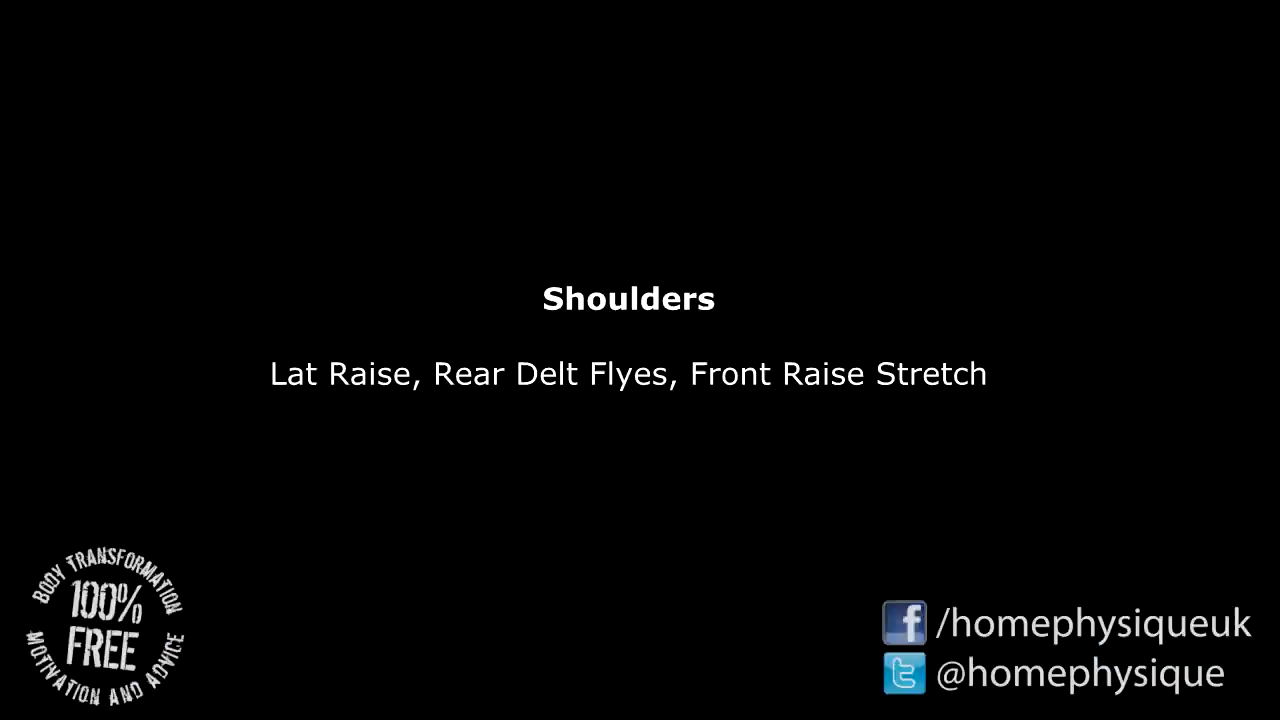 Shoulders
Lat Raise, Rear Delt Flyes, Front Raise Stretch
BODY TRANSFORMATION
100%
FREE
MOTIVATION AND ADVICE
/homephysiqueuk
@homephysique